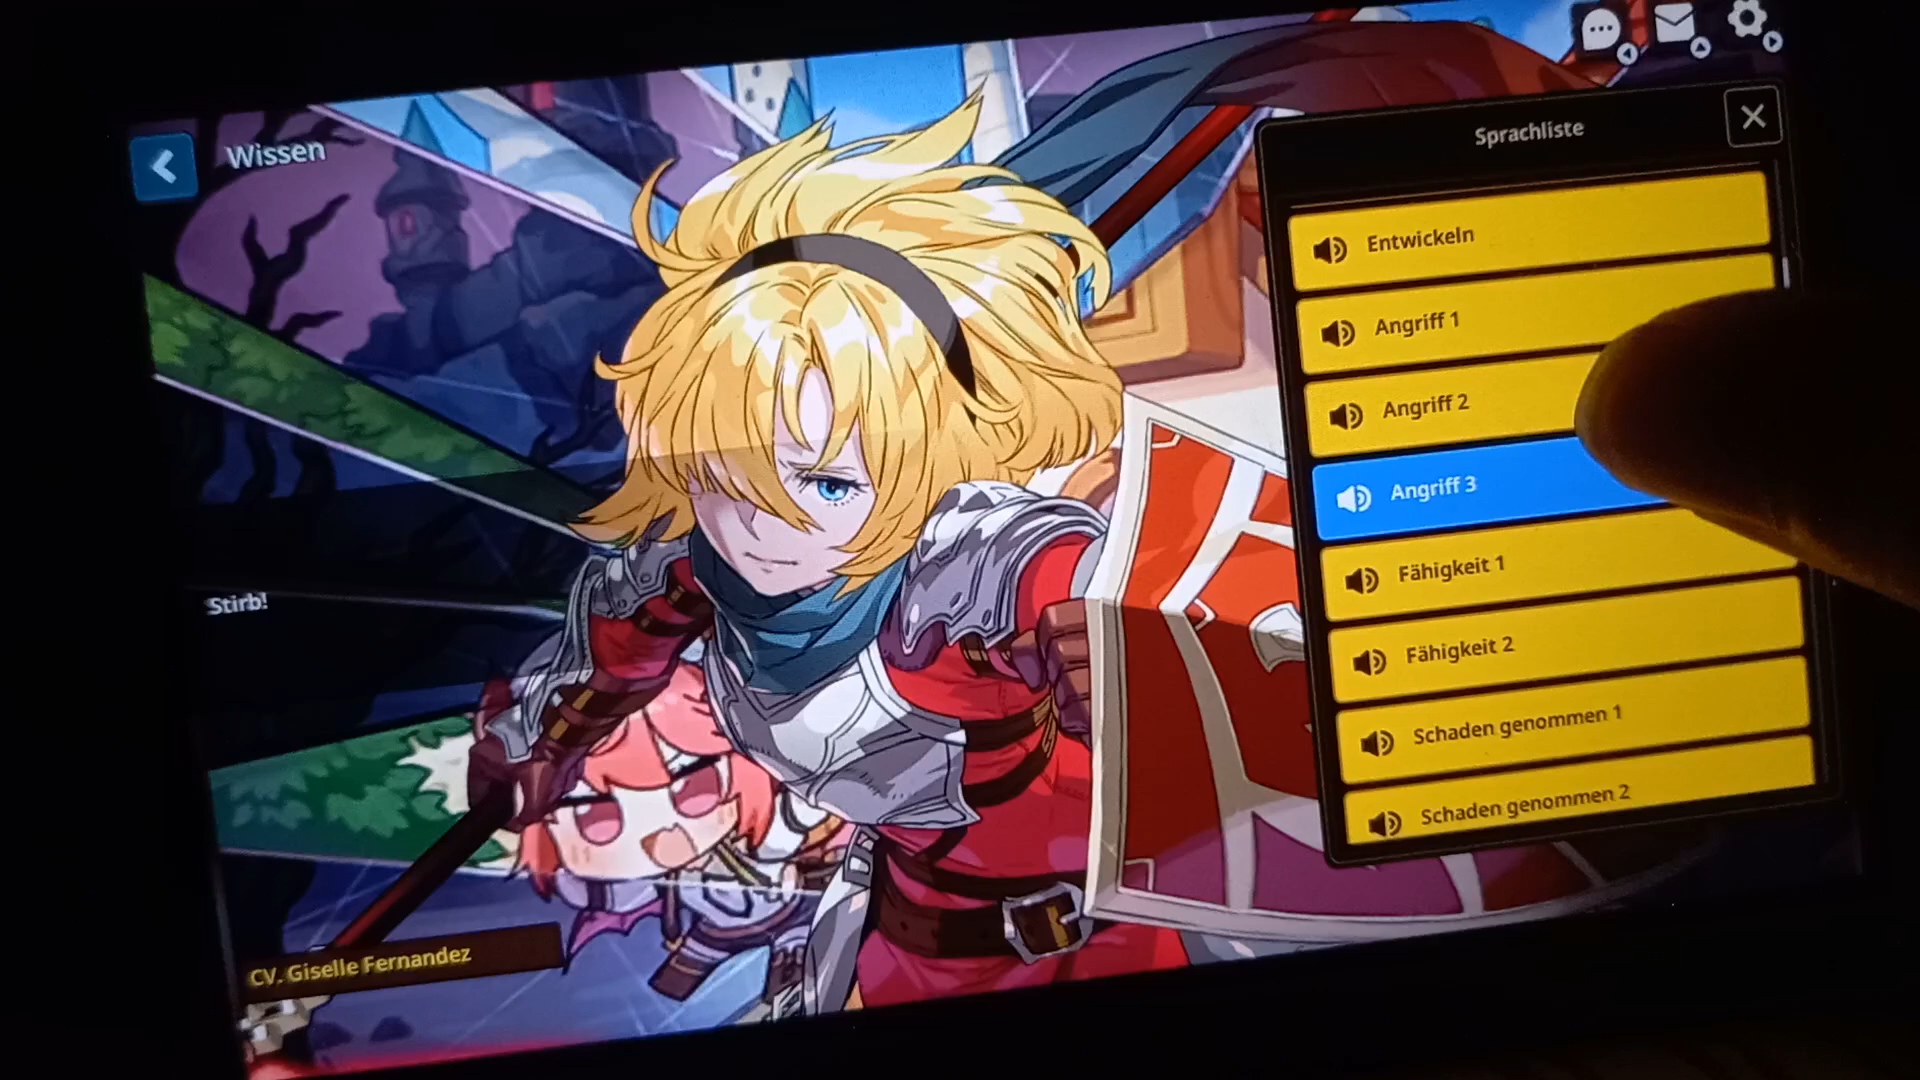 Wissen
Sprachliste
Entwickeln
Angriff 1
Angriff 2
Angriff 3
Fähigkeit 1
Fähigkeit 2
Schaden genommen 1
Schaden genommen 2
Stirb!
CV. Giselle Fernandez